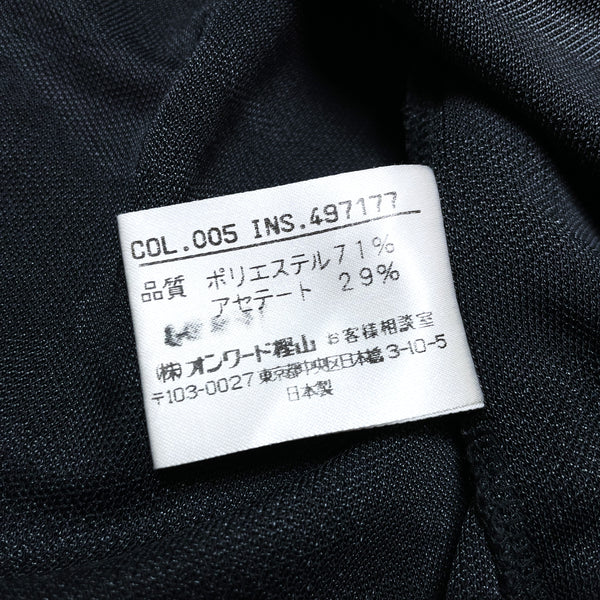 COL.005 INS.497177
品質 ポリエステル71%
アセテート 29%
(株)オンワード樫山 お客様相談室
〒103-0027 東京都中央区日本橋3-10-5
日本製